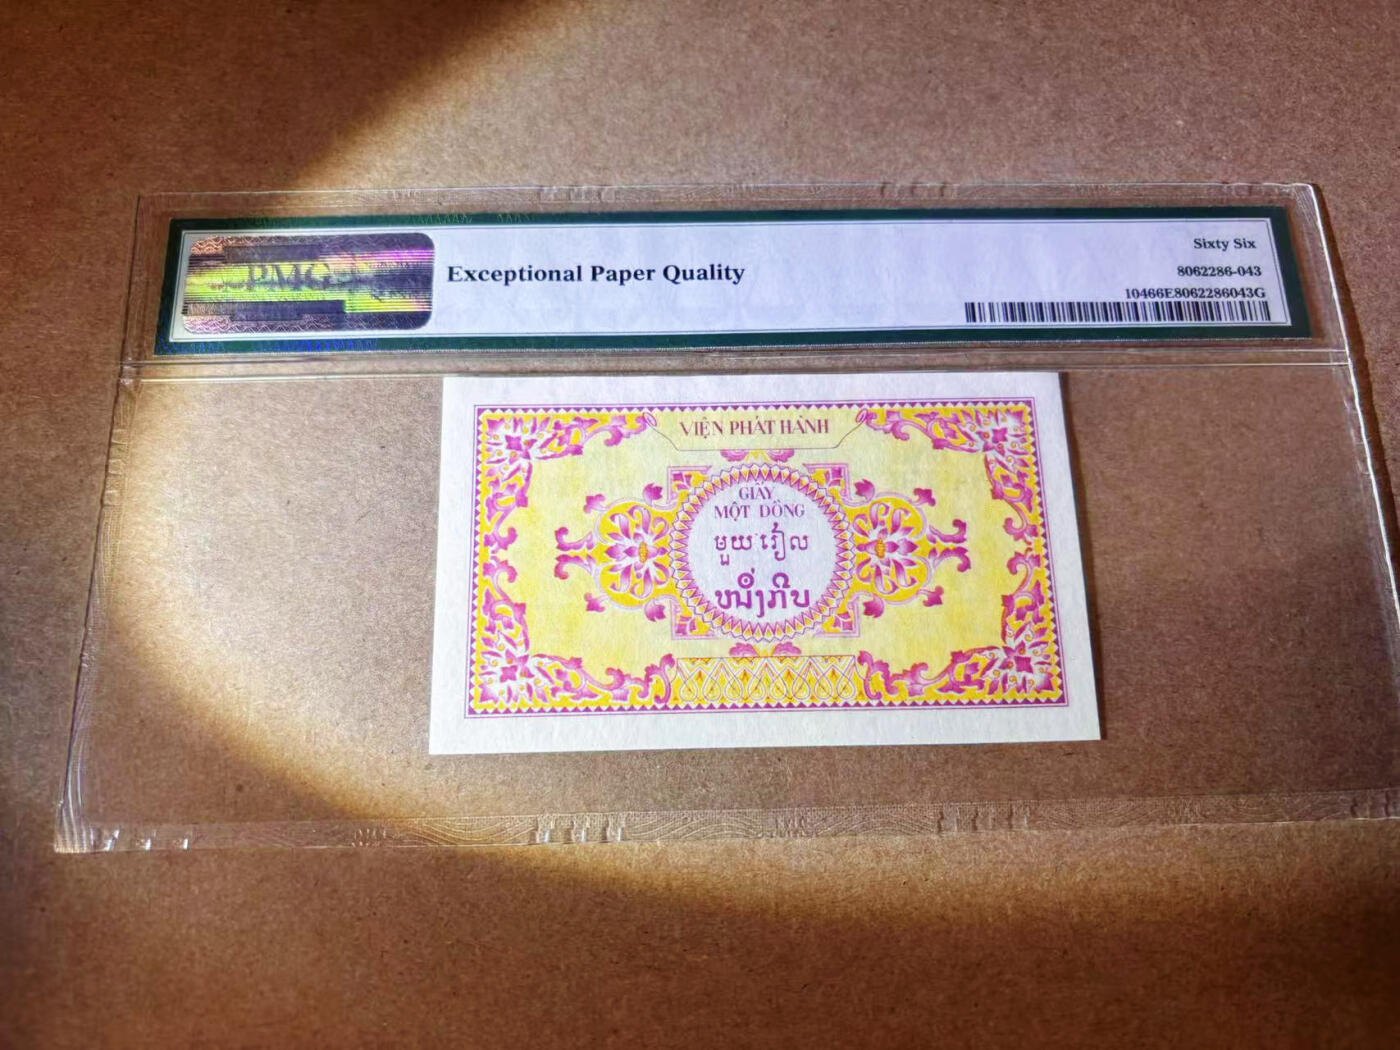 PMG
Exceptional Paper Quality
Sixty Six
8062286-043
10466E8062286043G
VIỆN PHÁT HÀNH
GIẤY
MỘT ĐỒNG
មួយរៀល
ໜຶ່ງກີບ